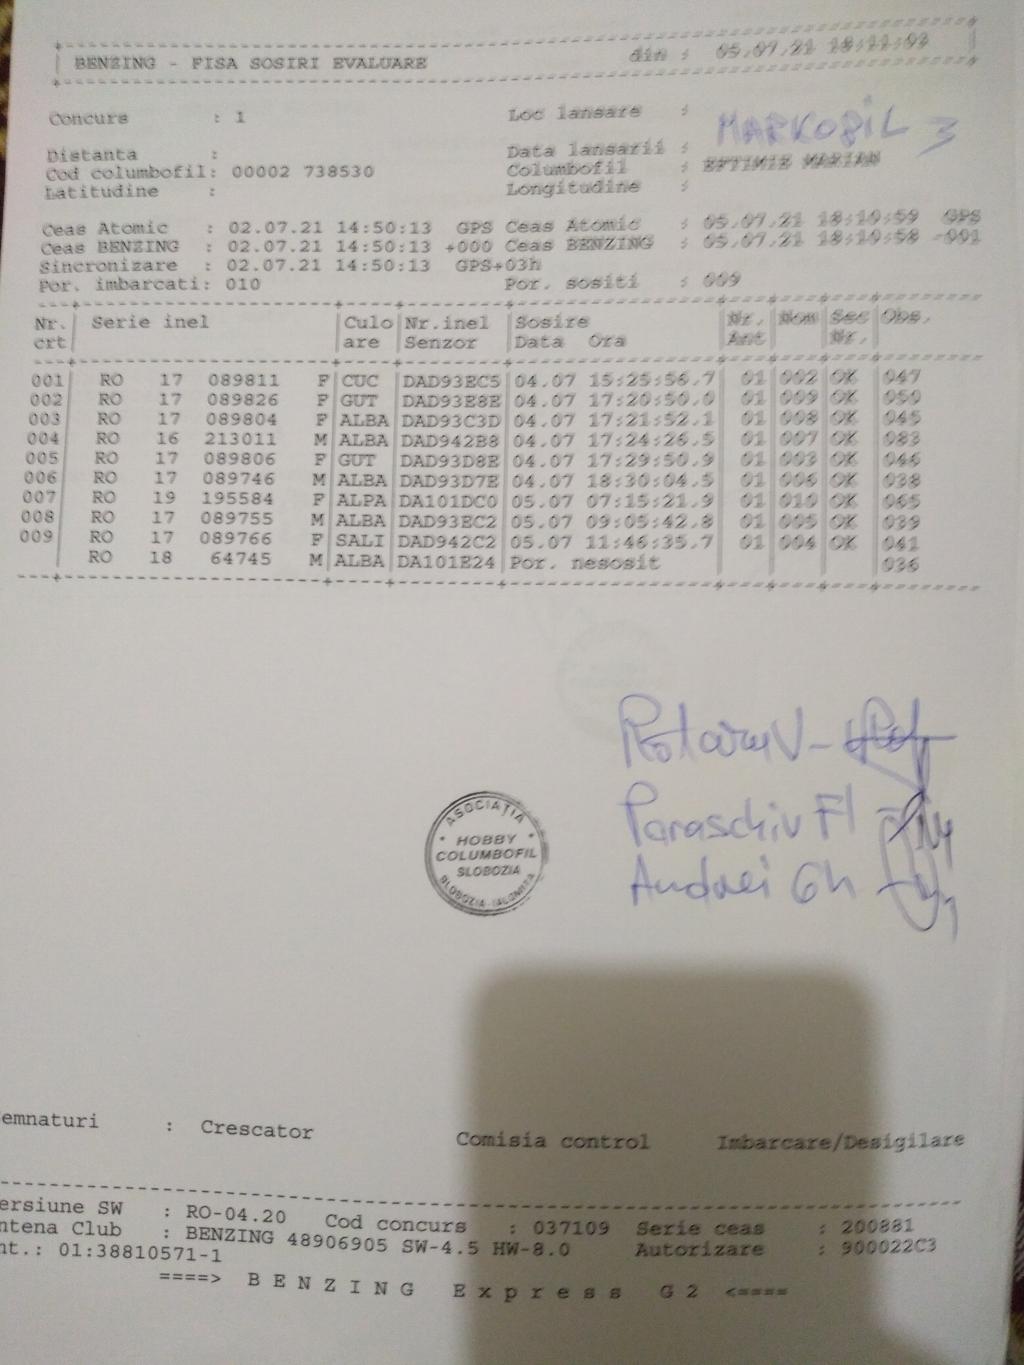 BENZING - FISA SOSIRI EVALUARE din : 05.07.21 18:11:03
Concurs : 1 Loc lansare : MARKOBIL 3
Distanta : Data lansarii :
Cod columbofil: 00002 738530 Columbofil : EFTIMIE MARIAN
Latitudine : Longitudine :
Ceas Atomic : 02.07.21 14:50:13 GPS Ceas Atomic : 05.07.21 18:10:59 GPS
Ceas BENZING : 02.07.21 14:50:13 +000 Ceas BENZING : 05.07.21 18:10:58 -001
Sincronizare : 02.07.21 14:50:13 GPS+03h
Por. imbarcati: 010 Por. sositi : 009
Nr. Serie inel Culo Nr.inel Sosire Nr. Nom Sec Obs.
crt are Senzor Data Ora Ant Nr.
001 RO 17 089811 F CUC DAD93EC5 04.07 15:25:56.7 01 002 OK 047
002 RO 17 089826 F GUT DAD93E8E 04.07 17:20:50.0 01 009 OK 050
003 RO 17 089804 F ALBA DAD93C3D 04.07 17:21:52.1 01 008 OK 045
004 RO 16 213011 M ALBA DAD942B8 04.07 17:24:26.5 01 007 OK 083
005 RO 17 089806 F GUT DAD93D8E 04.07 17:29:50.9 01 003 OK 046
006 RO 17 089746 M ALBA DAD93D7E 04.07 18:30:04.5 01 006 OK 038
007 RO 19 195584 F ALPA DA101DC0 05.07 07:15:21.9 01 010 OK 065
008 RO 17 089755 M ALBA DAD93EC2 05.07 09:05:42.8 01 005 OK 039
009 RO 17 089766 F SALI DAD942C2 05.07 11:46:35.7 01 004 OK 041
RO 18 64745 M ALBA DA101E24 Por. nesosit 036
Rotaru V -
Paraschiv Fl
Andrei Gh
ASOCIAȚIA
HOBBY
COLUMBOFIL
SLOBOZIA
SLOBOZIA-IALOMIȚA
emnaturi : Crescator Comisia control Imbarcare/Desigilare
ersiune SW : RO-04.20 Cod concurs : 037109 Serie ceas : 200881
ntena Club : BENZING 48906905 SW-4.5 HW-8.0 Autorizare : 900022C3
nt.: 01:38810571-1
====> B E N Z I N G E x p r e s s G 2 <====